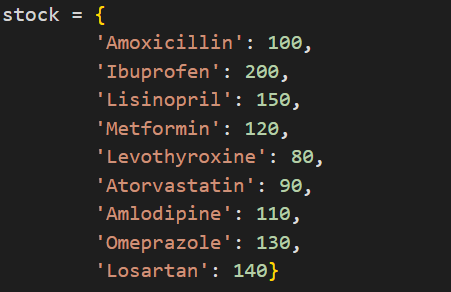 stock = {
'Amoxicillin': 100,
'Ibuprofen': 200,
'Lisinopril': 150,
'Metformin': 120,
'Levothyroxine': 80,
'Atorvastatin': 90,
'Amlodipine': 110,
'Omeprazole': 130,
'Losartan': 140}